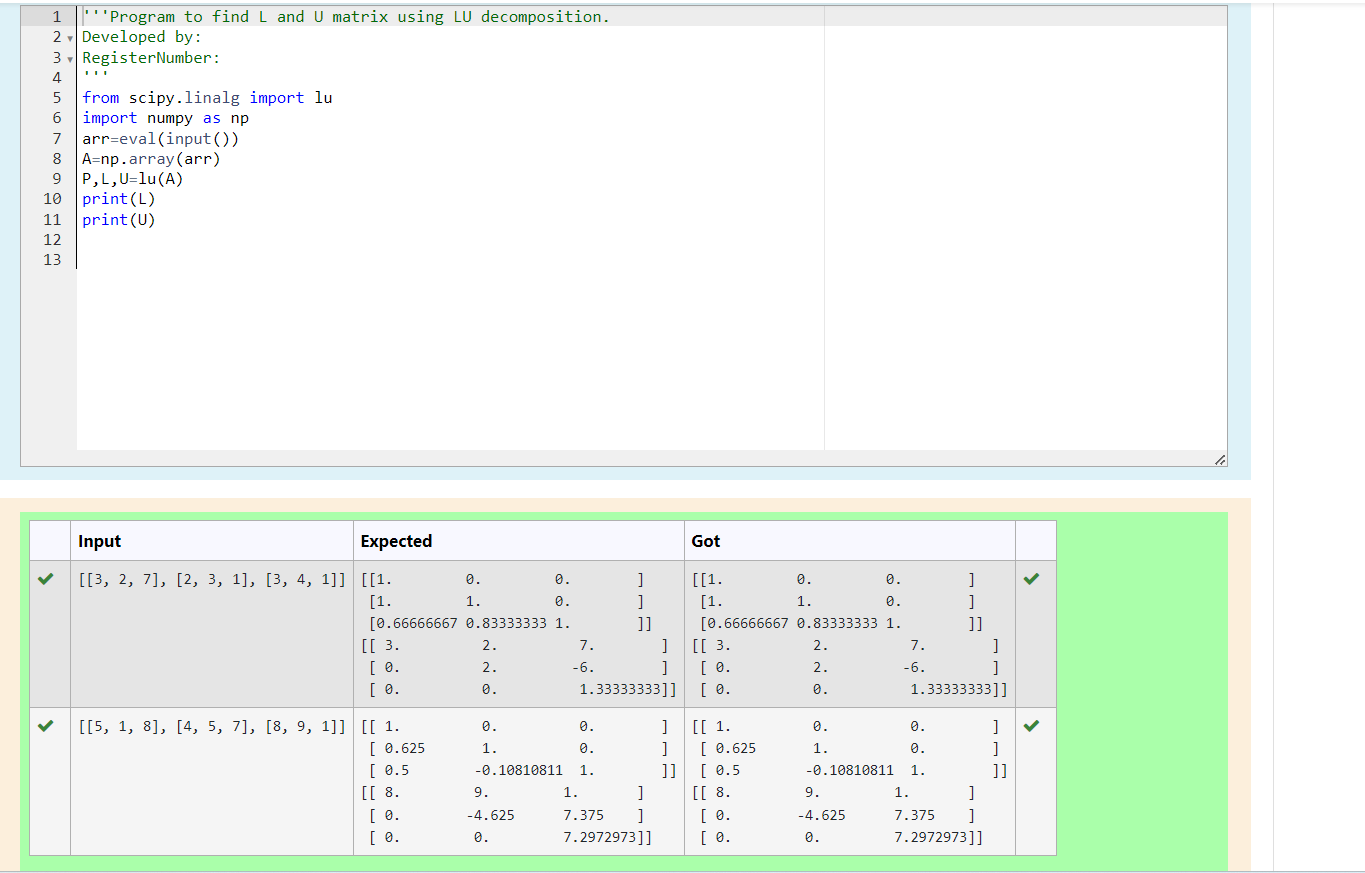 1 '''Program to find L and U matrix using LU decomposition.
2 Developed by:
3 RegisterNumber:
4 '''
5 from scipy.linalg import lu
6 import numpy as np
7 arr=eval(input())
8 A=np.array(arr)
9 P,L,U=lu(A)
10 print(L)
11 print(U)
12
13
Input Expected Got
[[3, 2, 7], [2, 3, 1], [3, 4, 1]] [[1. 0. 0. ] [[1. 0. 0. ]
[1. 1. 0. ] [1. 1. 0. ]
[0.66666667 0.83333333 1. ]] [0.66666667 0.83333333 1. ]]
[[ 3. 2. 7. ] [[ 3. 2. 7. ]
[ 0. 2. -6. ] [ 0. 2. -6. ]
[ 0. 0. 1.33333333]] [ 0. 0. 1.33333333]]
[[5, 1, 8], [4, 5, 7], [8, 9, 1]] [[ 1. 0. 0. ] [[ 1. 0. 0. ]
[ 0.625 1. 0. ] [ 0.625 1. 0. ]
[ 0.5 -0.10810811 1. ]] [ 0.5 -0.10810811 1. ]]
[[ 8. 9. 1. ] [[ 8. 9. 1. ]
[ 0. -4.625 7.375 ] [ 0. -4.625 7.375 ]
[ 0. 0. 7.2972973]] [ 0. 0. 7.2972973]]